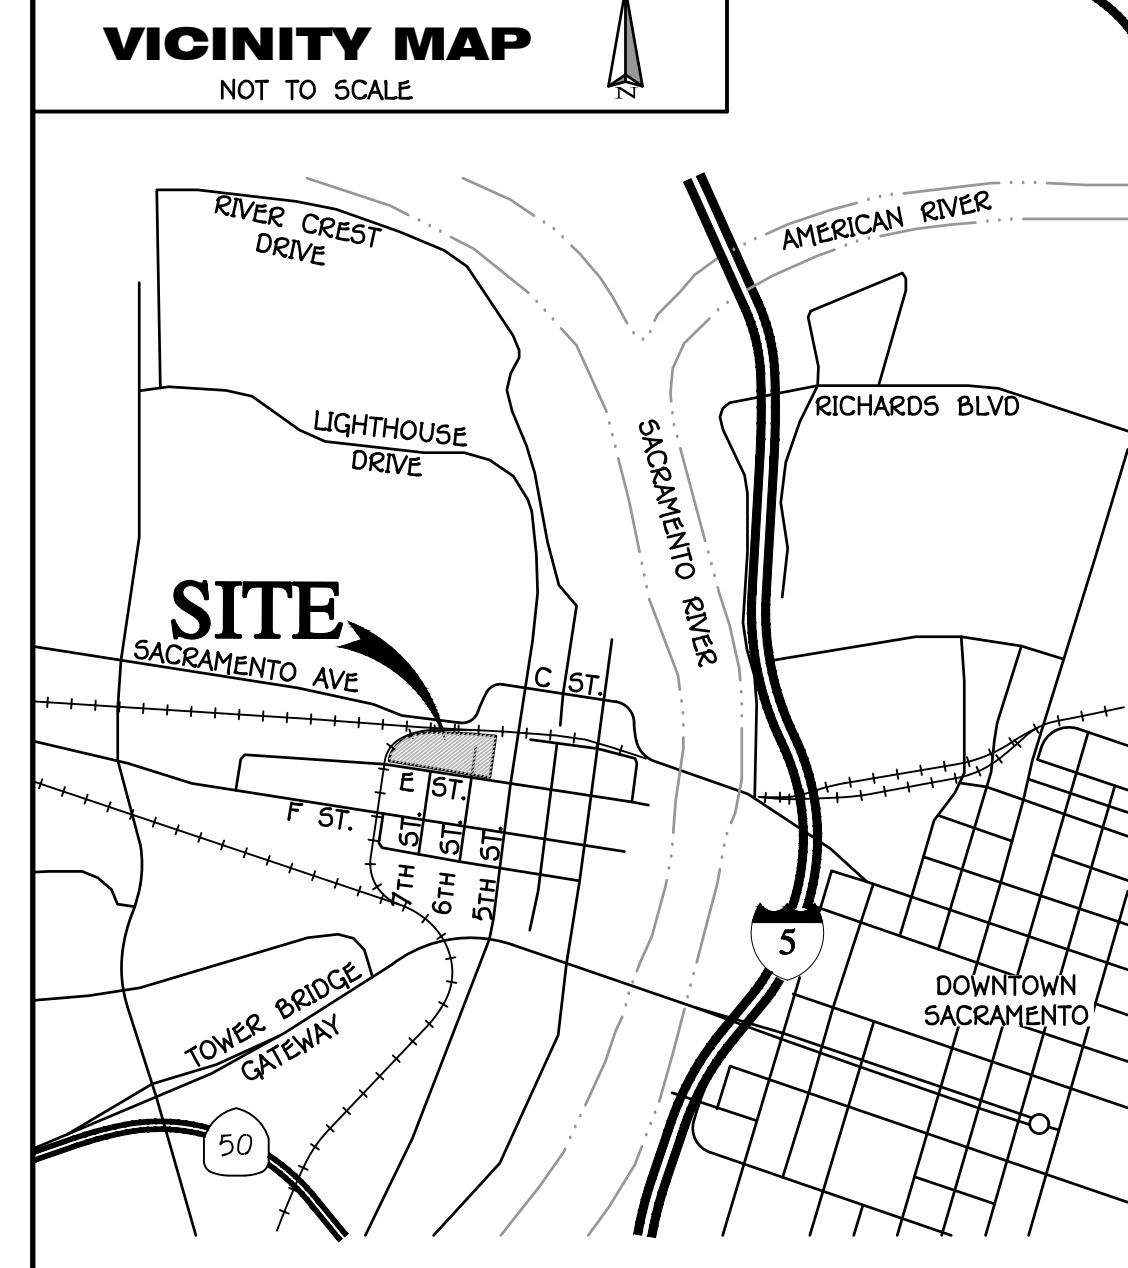 VICINITY MAP
NOT TO SCALE
N
RIVER CREST
DRIVE
AMERICAN RIVER
RICHARDS BLVD
LIGHTHOUSE
DRIVE
SACRAMENTO RIVER
SITE
SACRAMENTO AVE
C ST.
E ST.
F ST.
7TH ST.
6TH ST.
5TH ST.
5
DOWNTOWN
SACRAMENTO
TOWER BRIDGE
GATEWAY
50